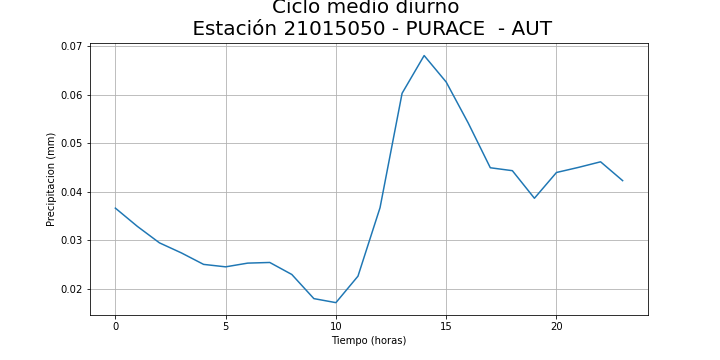 Ciclo medio diurno
Estación 21015050 - PURACE  - AUT
0.07
0.06
0.05
0.04
0.03
0.02
Precipitacion (mm)
0 5 10 15 20
Tiempo (horas)